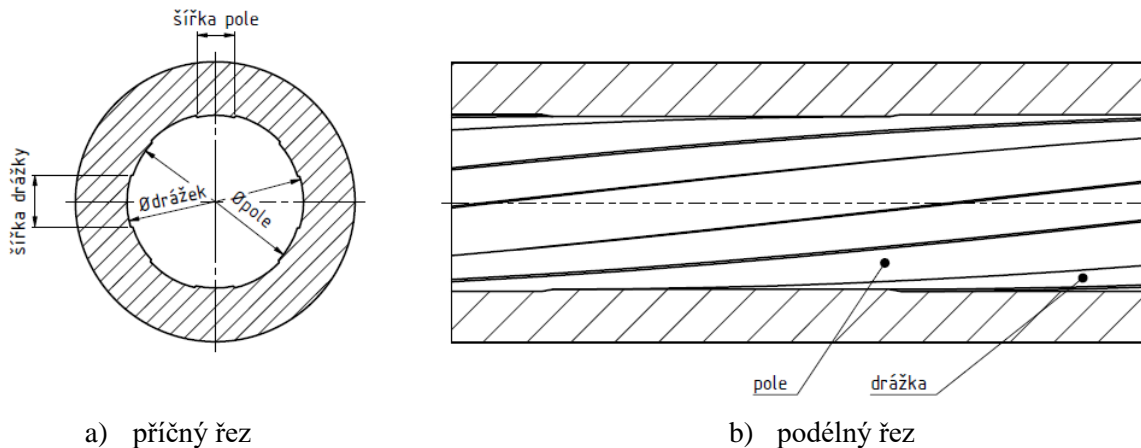 šířka pole
šířka drážky
Ødrážek
Øpole
pole
drážka
a) příčný řez
b) podélný řez